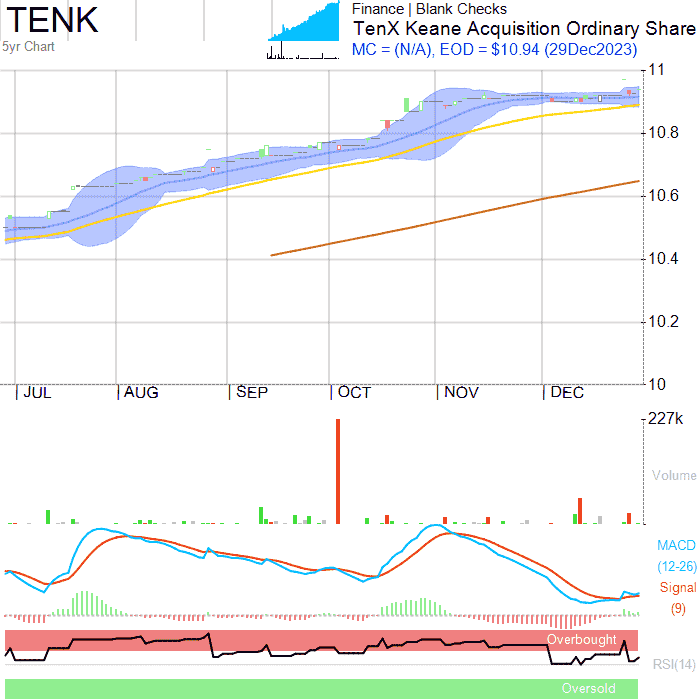 TENK
5yr Chart
Finance | Blank Checks
TenX Keane Acquisition Ordinary Share
MC = (N/A), EOD = $10.94 (29Dec2023)
11
10.8
10.6
10.4
10.2
10
JUL AUG SEP OCT NOV DEC
227k
Volume
MACD
(12-26)
Signal
(9)
Overbought
RSI(14)
Oversold